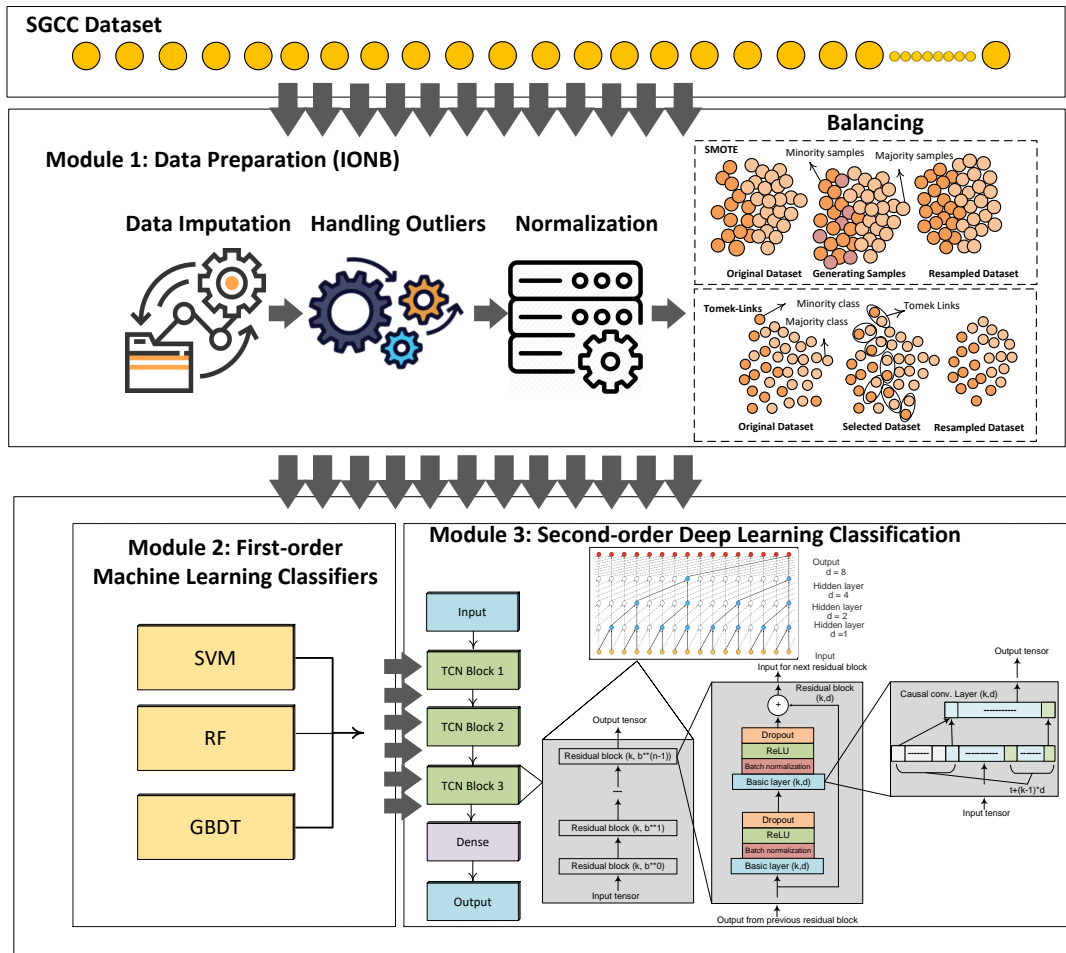 SGCC Dataset
Module 1: Data Preparation (IONB)
Data Imputation
Handling Outliers
Normalization
Balancing
SMOTE
Minority samples
Majority samples
Original Dataset
Generating Samples
Resampled Dataset
Tomek-Links
Minority class
Majority class
Tomek Links
Original Dataset
Selected Dataset
Resampled Dataset
Module 2: First-order
Machine Learning Classifiers
SVM
RF
GBDT
Module 3: Second-order Deep Learning Classification
Input
TCN Block 1
TCN Block 2
TCN Block 3
Dense
Output
Output
d = 8
Hidden layer
d = 4
Hidden layer
d = 2
Hidden layer
d =1
Input
Output tensor
Residual block (k, b**(n-1))
---
Residual block (k, b**1)
Residual block (k, b**0)
Input tensor
Input for next residual block
Residual block
(k,d)
+
Dropout
ReLU
Batch normalization
Basic layer (k,d)
Dropout
ReLU
Batch normalization
Basic layer (k,d)
Output from previous residual block
Output tensor
Causal conv. Layer (k,d)
t+(k-1)*d
Input tensor